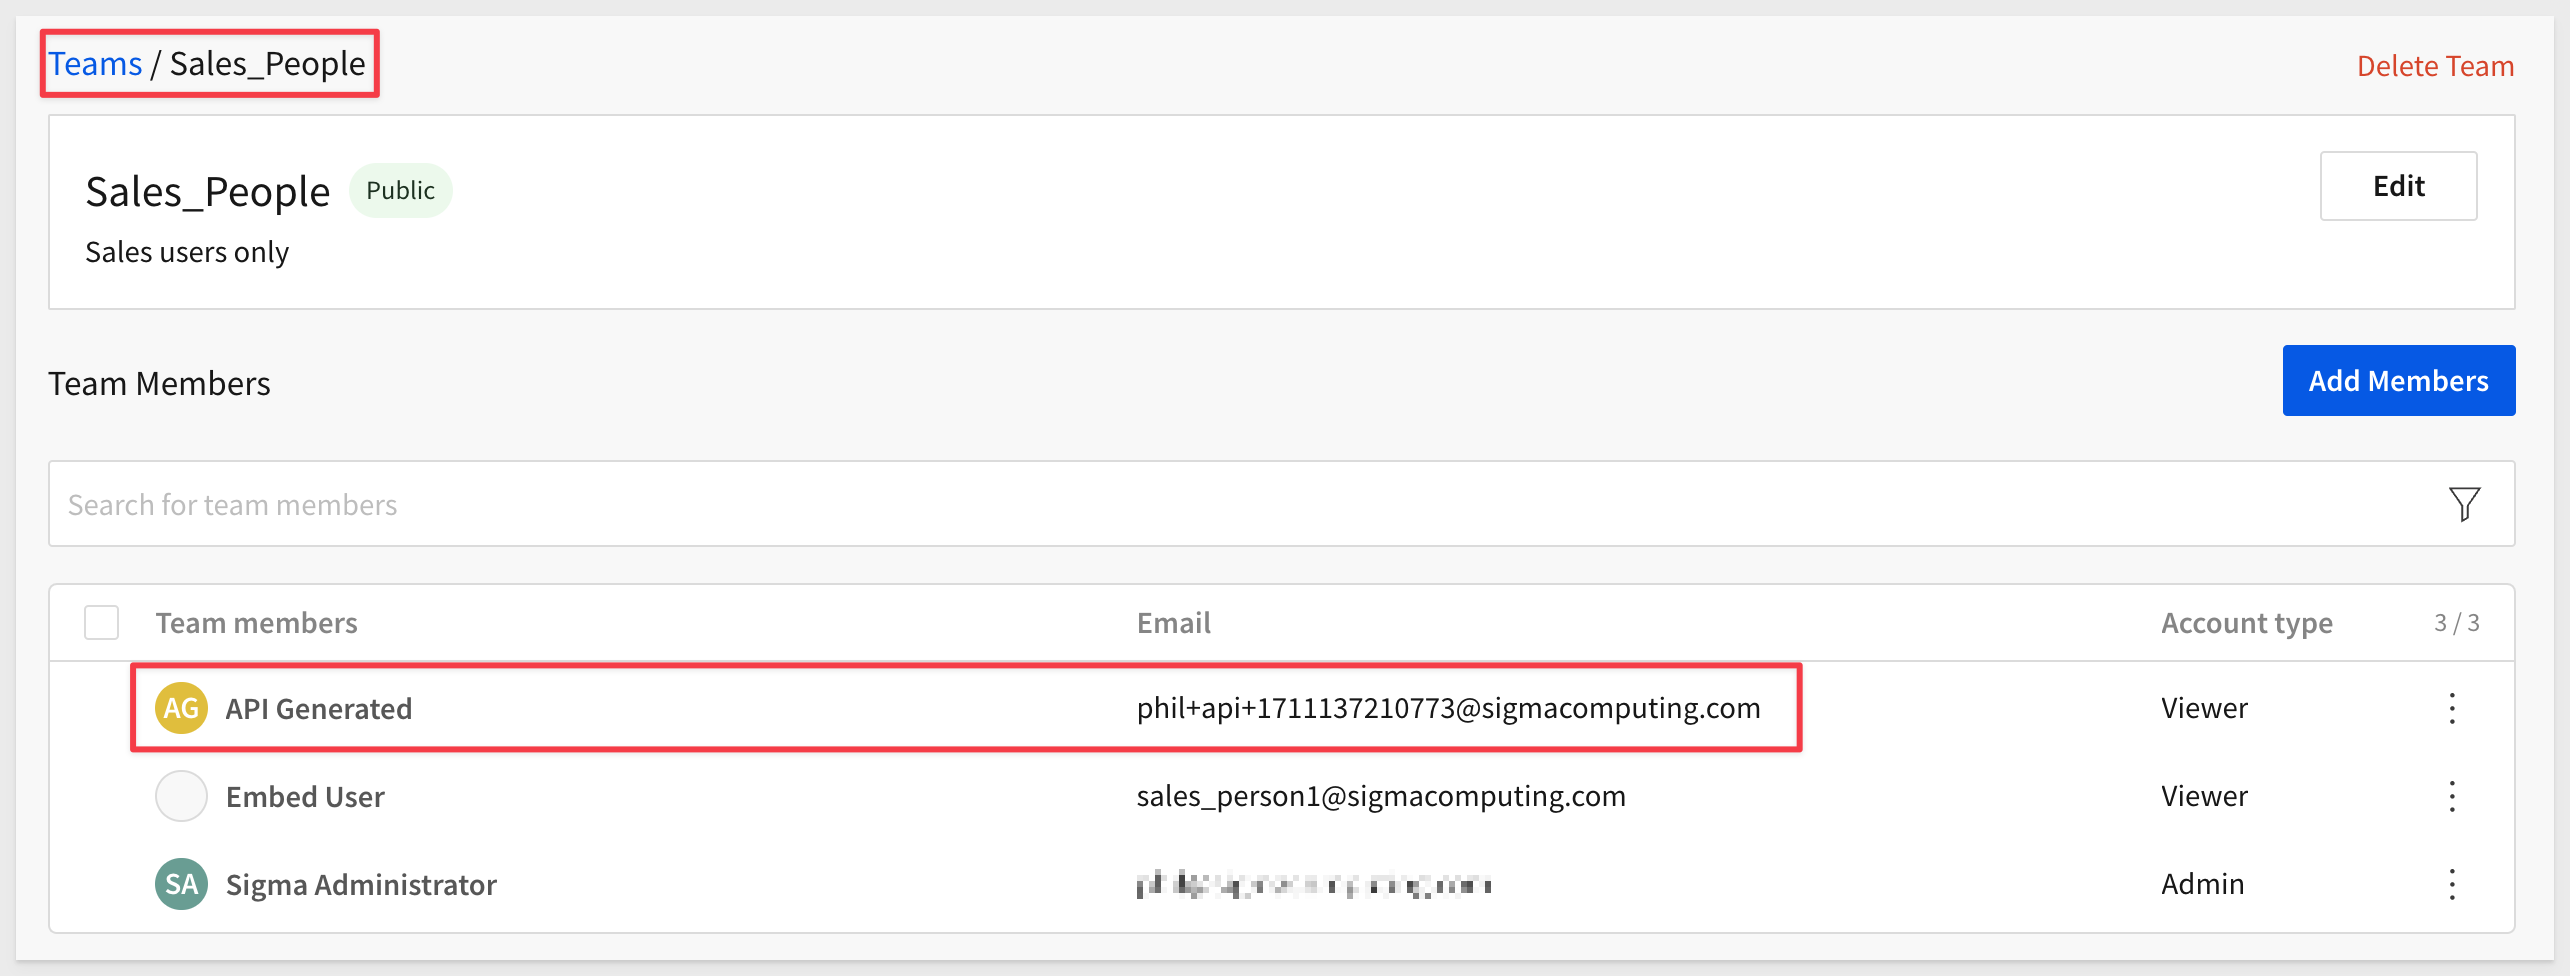 Teams / Sales_People
Delete Team
Sales_People Public
Edit
Sales users only
Team Members
Add Members
Search for team members
Team members Email Account type 3 / 3
AG API Generated phil+api+1711137210773@sigmacomputing.com Viewer
Embed User sales_person1@sigmacomputing.com Viewer
SA Sigma Administrator Admin